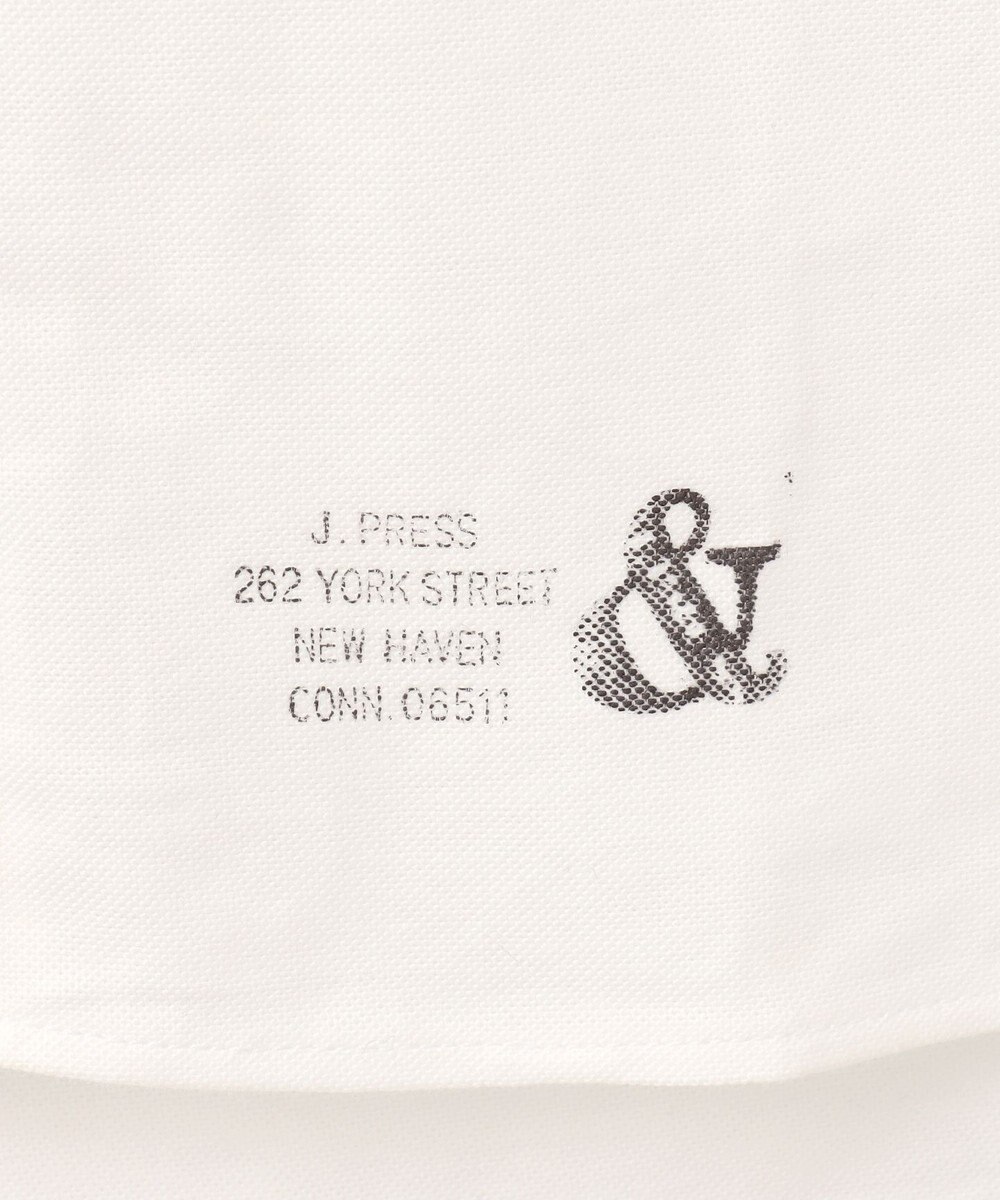 J. PRESS
262 YORK STREET
NEW HAVEN
CONN. 06511
&